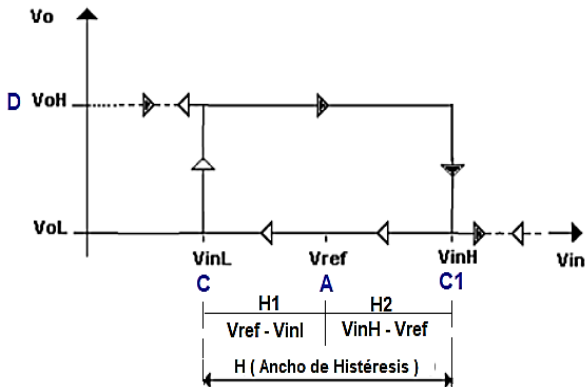 Vo
D VoH
VoL
VinL Vref VinH Vin
C A C1
H1 H2
Vref - Vinl VinH - Vref
H ( Ancho de Histéresis )